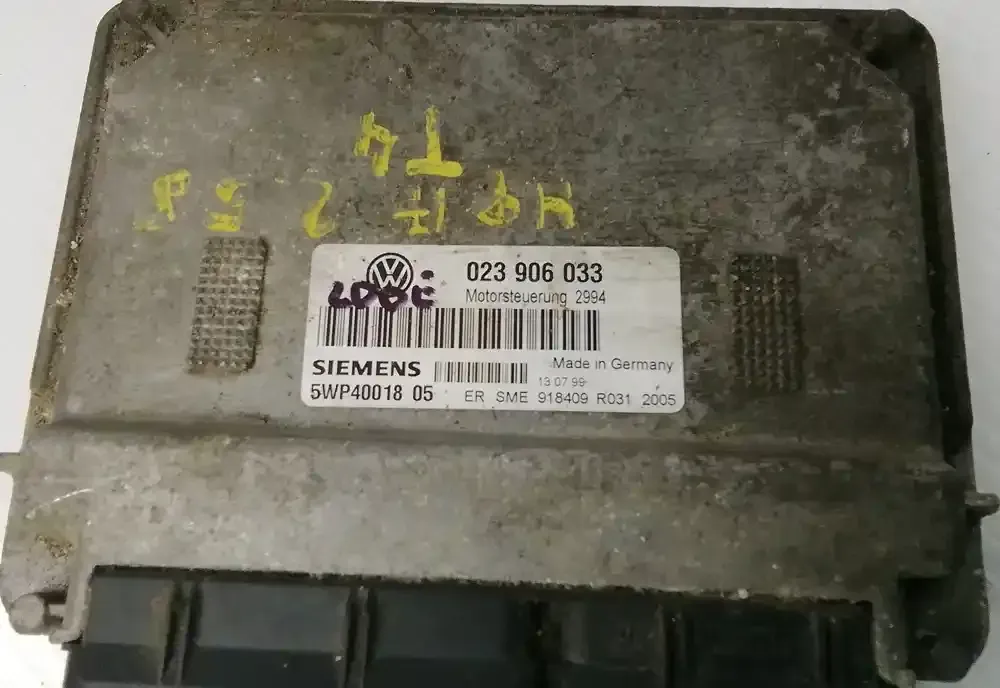 T4
023 906 033
Motorsteuerung 2994
SIEMENS
Made in Germany
13 07 99
5WP40018 05
ER SME 918409 R031 2005